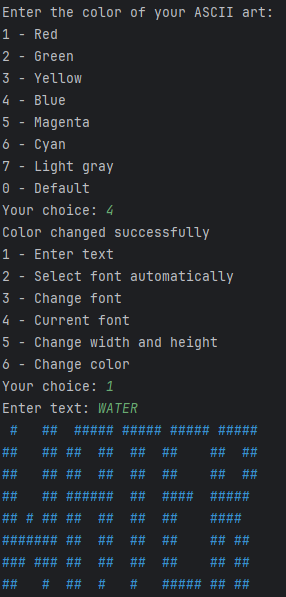 Enter the color of your ASCII art:
1 - Red
2 - Green
3 - Yellow
4 - Blue
5 - Magenta
6 - Cyan
7 - Light gray
0 - Default
Your choice: 4
Color changed successfully
1 - Enter text
2 - Select font automatically
3 - Change font
4 - Current font
5 - Change width and height
6 - Change color
Your choice: 1
Enter text: WATER
 #   ##  ##### ##### ##### #####
##   ## ##  ##  ##  ##    ##  ##
##   ## ##  ##  ##  ##    ##  ##
##   ## ######  ##  ####  #####
## # ## ##  ##  ##  ##    ####
####### ##  ##  ##  ##    ## ##
### ### ##  ##  ##  ##    ## ##
##   #  ##  #   #   ##### ## ##